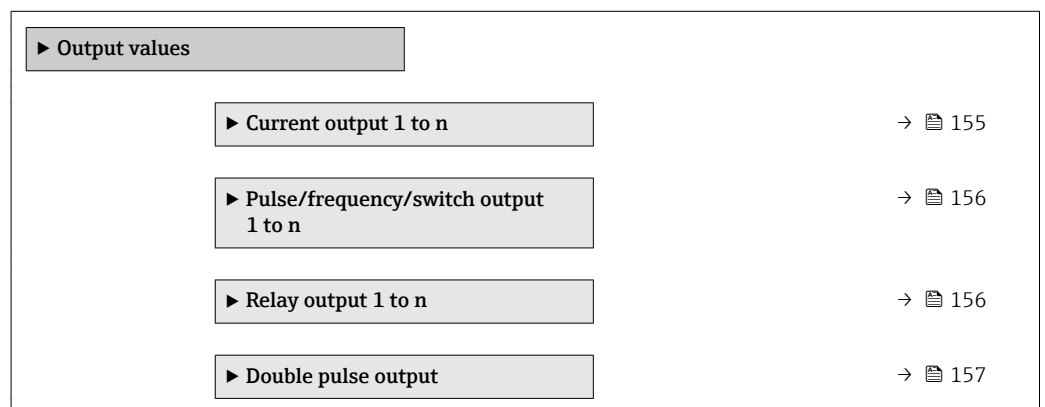 ▶ Output values
▶ Current output 1 to n → 155
▶ Pulse/frequency/switch output → 156
1 to n
▶ Relay output 1 to n → 156
▶ Double pulse output → 157